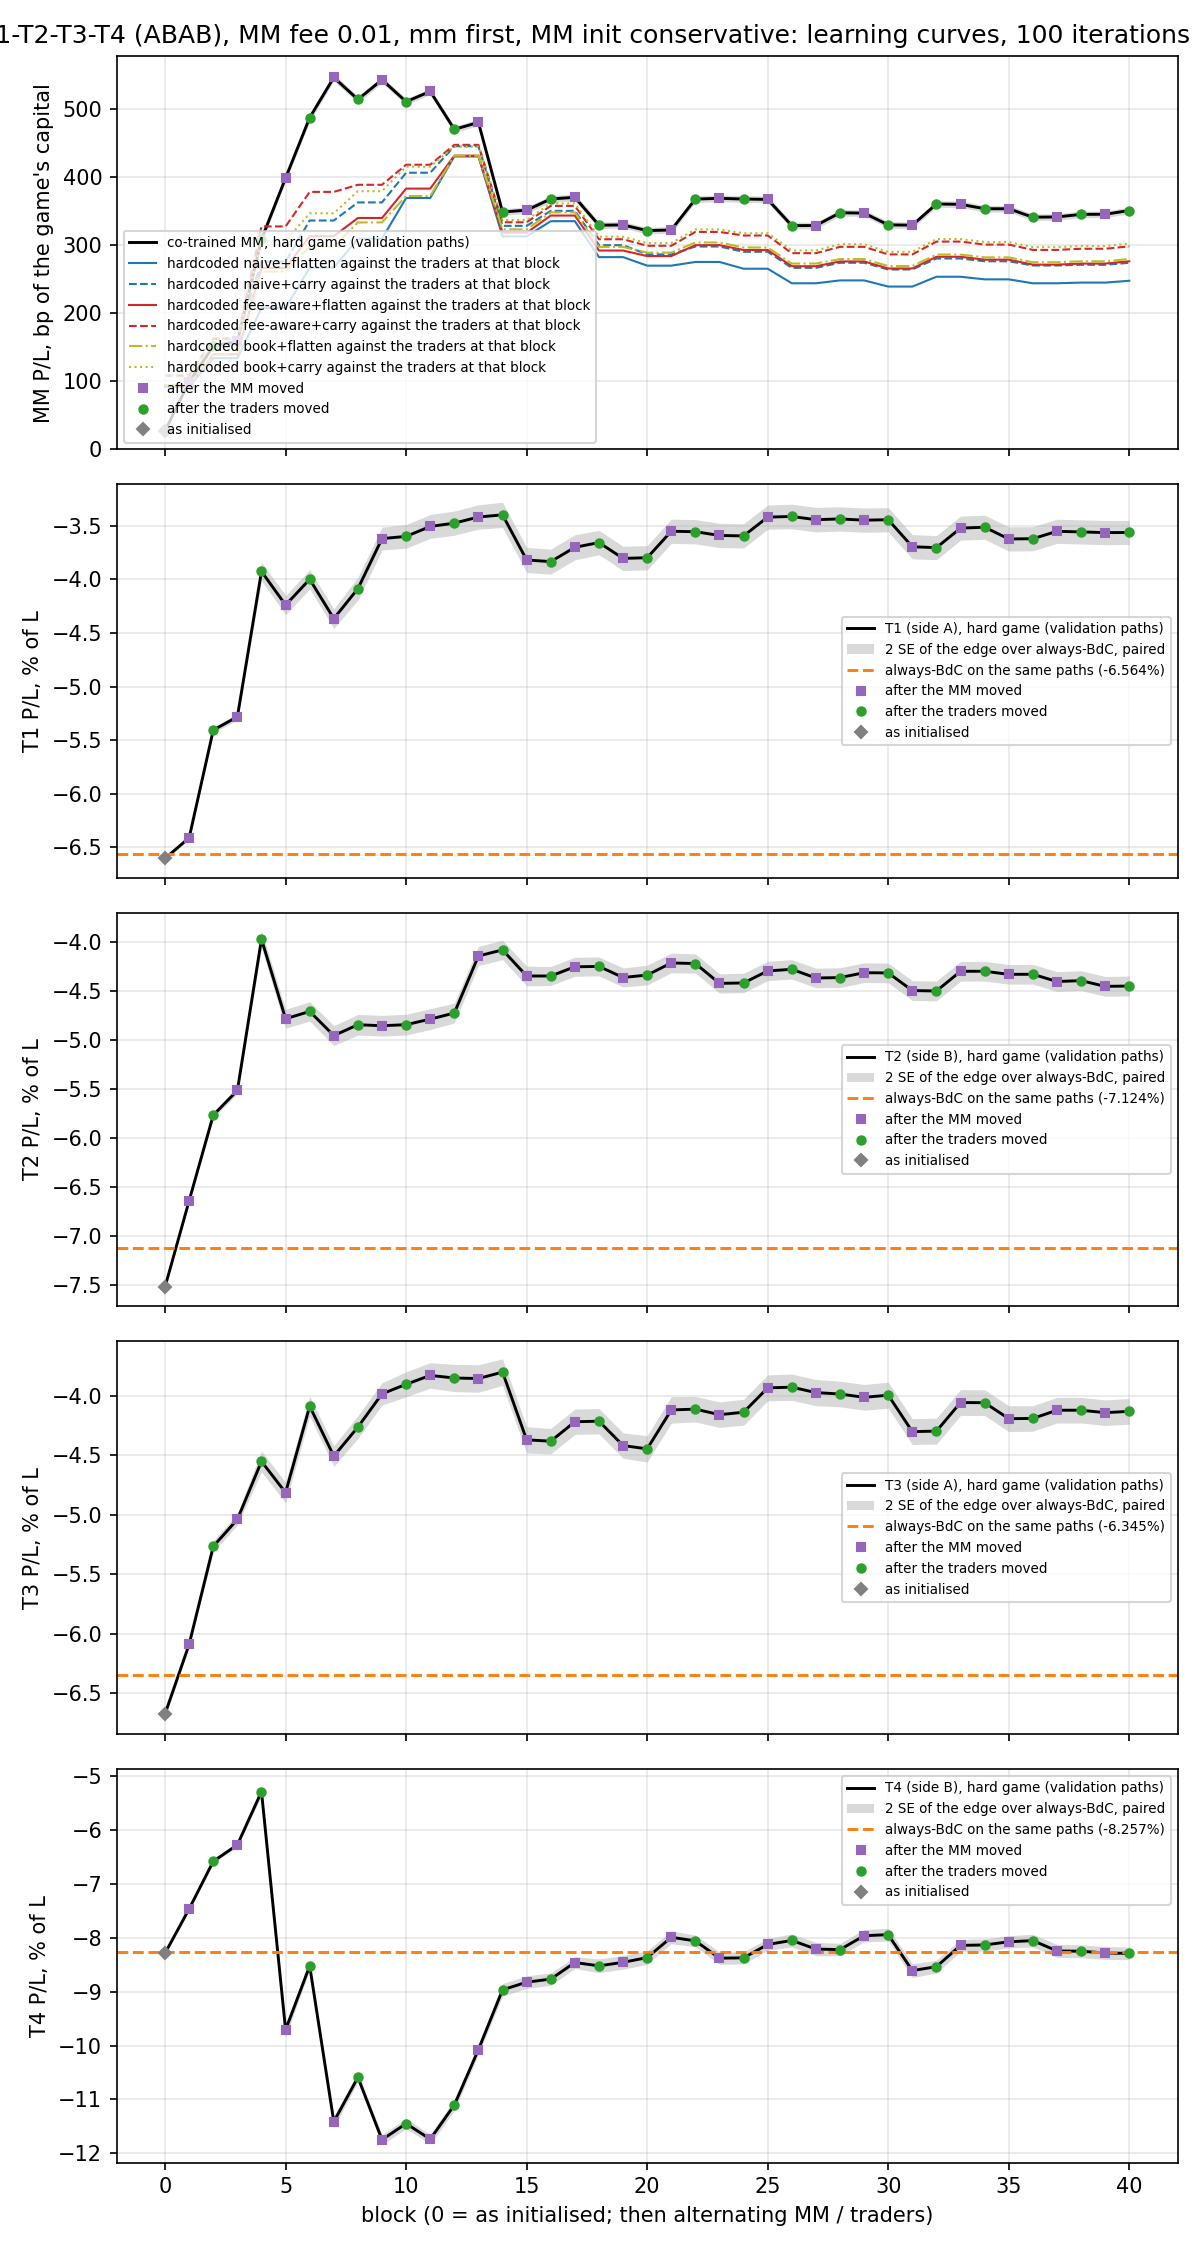 1-T2-T3-T4 (ABAB), MM fee 0.01, mm first, MM init conservative: learning curves, 100 iterations
MM P/L, bp of the game's capital
500
400
300
200
100
0
co-trained MM, hard game (validation paths)
hardcoded naive+flatten against the traders at that block
hardcoded naive+carry against the traders at that block
hardcoded fee-aware+flatten against the traders at that block
hardcoded fee-aware+carry against the traders at that block
hardcoded book+flatten against the traders at that block
hardcoded book+carry against the traders at that block
after the MM moved
after the traders moved
as initialised
T1 P/L, % of L
−3.5
−4.0
−4.5
−5.0
−5.5
−6.0
−6.5
T1 (side A), hard game (validation paths)
2 SE of the edge over always-BdC, paired
always-BdC on the same paths (-6.564%)
after the MM moved
after the traders moved
as initialised
T2 P/L, % of L
−4.0
−4.5
−5.0
−5.5
−6.0
−6.5
−7.0
−7.5
T2 (side B), hard game (validation paths)
2 SE of the edge over always-BdC, paired
always-BdC on the same paths (-7.124%)
after the MM moved
after the traders moved
as initialised
T3 P/L, % of L
−4.0
−4.5
−5.0
−5.5
−6.0
−6.5
T3 (side A), hard game (validation paths)
2 SE of the edge over always-BdC, paired
always-BdC on the same paths (-6.345%)
after the MM moved
after the traders moved
as initialised
T4 P/L, % of L
−5
−6
−7
−8
−9
−10
−11
−12
T4 (side B), hard game (validation paths)
2 SE of the edge over always-BdC, paired
always-BdC on the same paths (-8.257%)
after the MM moved
after the traders moved
as initialised
0 5 10 15 20 25 30 35 40
block (0 = as initialised; then alternating MM / traders)